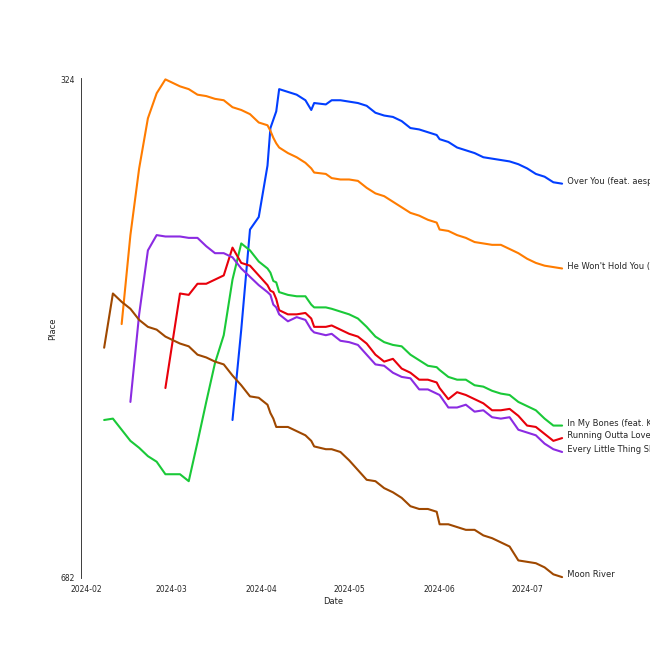 324
Over You (feat. aesp
He Won't Hold You (
Place
In My Bones (feat. K
Running Outta Love
Every Little Thing S
Moon River
682
2024-02 2024-03 2024-04 2024-05 2024-06 2024-07
Date